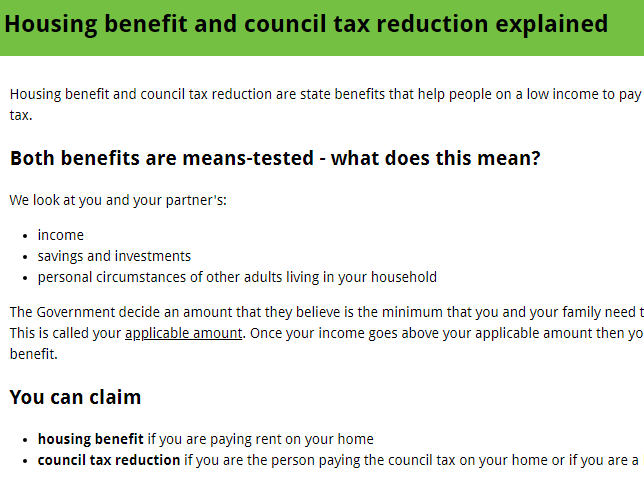 Housing benefit and council tax reduction explained
Housing benefit and council tax reduction are state benefits that help people on a low income to pay
tax.
Both benefits are means-tested - what does this mean?
We look at you and your partner's:
• income
• savings and investments
• personal circumstances of other adults living in your household
The Government decide an amount that they believe is the minimum that you and your family need
This is called your applicable amount. Once your income goes above your applicable amount then
benefit.
You can claim
• housing benefit if you are paying rent on your home
• council tax reduction if you are the person paying the council tax on your home or if you are a